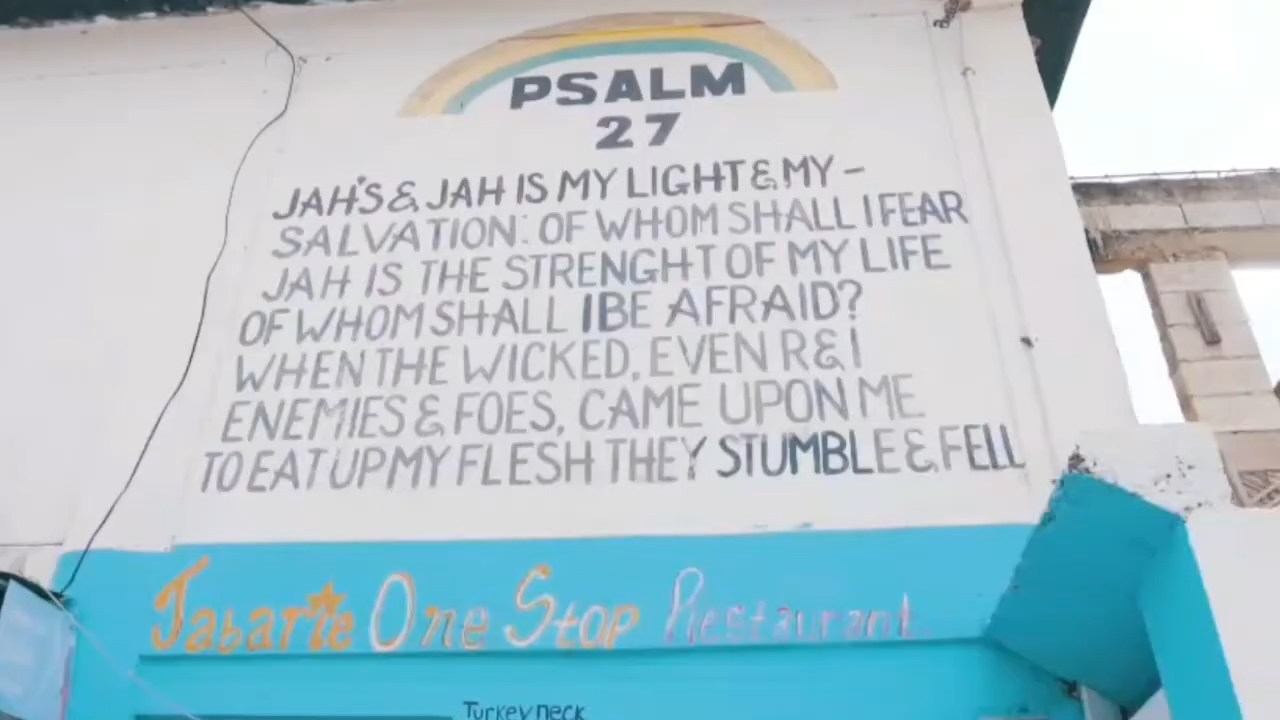 PSALM
27
JAH'S & JAH IS MY LIGHT & MY -
SALVATION: OF WHOM SHALL I FEAR
JAH IS THE STRENGHT OF MY LIFE
OF WHOM SHALL I BE AFRAID?
WHEN THE WICKED, EVEN R & I
ENEMIES & FOES, CAME UPON ME
TO EAT UP MY FLESH THEY STUMBLE & FELL
Jabarte One Stop Restaurant
Turkey neck